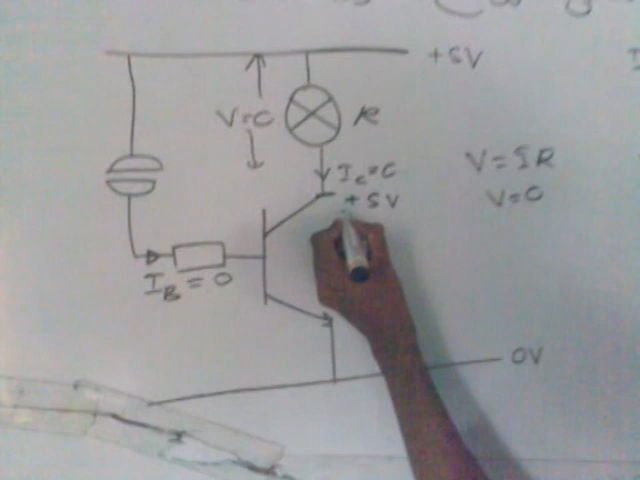 +5V
V=0
R
I
V=IR
Ic=0
+5V
V=0
IB=0
0V